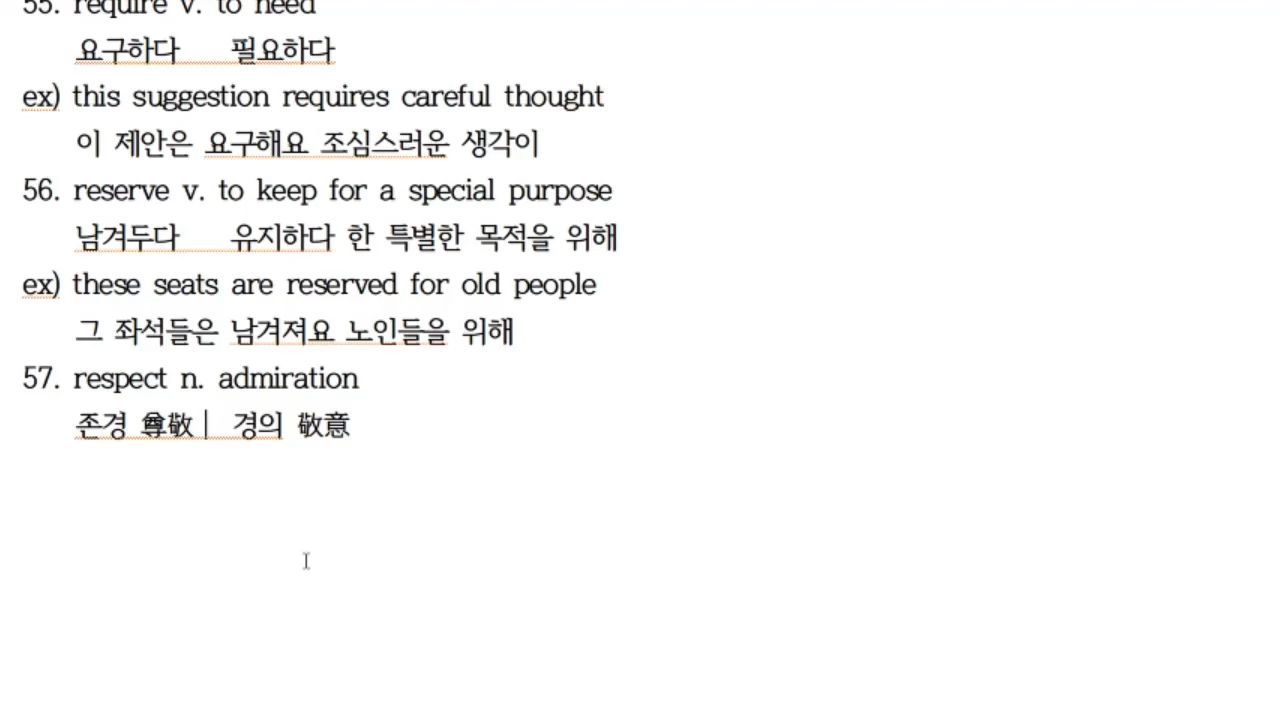 55. require v. to need
요구하다 필요하다
ex) this suggestion requires careful thought
이 제안은 요구해요 조심스러운 생각이
56. reserve v. to keep for a special purpose
남겨두다 유지하다 한 특별한 목적을 위해
ex) these seats are reserved for old people
그 좌석들은 남겨져요 노인들을 위해
57. respect n. admiration
존경 尊敬 경의 敬意